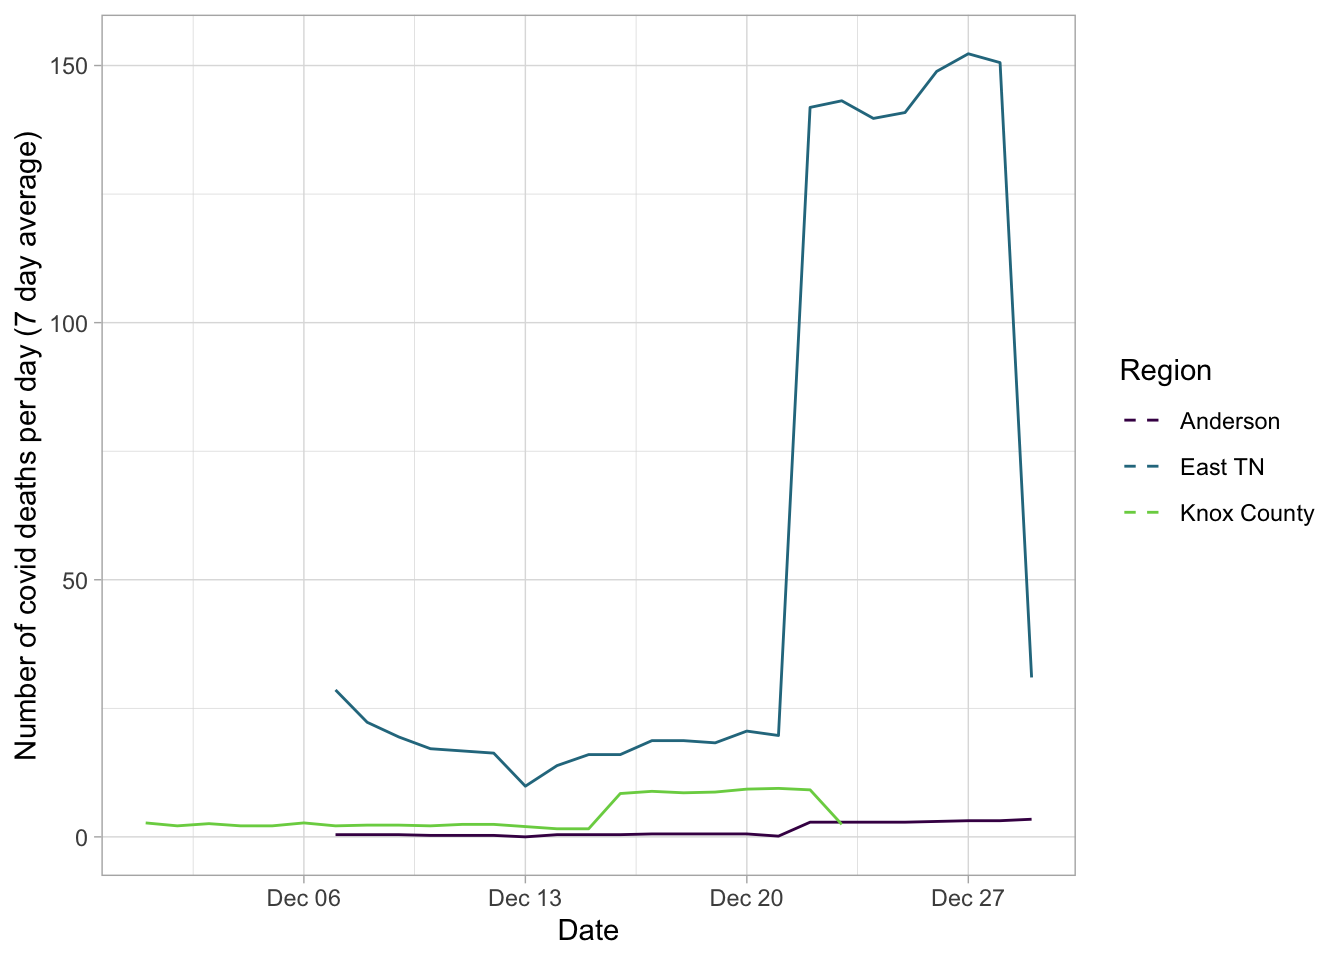 Number of covid deaths per day (7 day average)
150
100
50
0
Dec 06
Dec 13
Dec 20
Dec 27
Date
Region
Anderson
East TN
Knox County